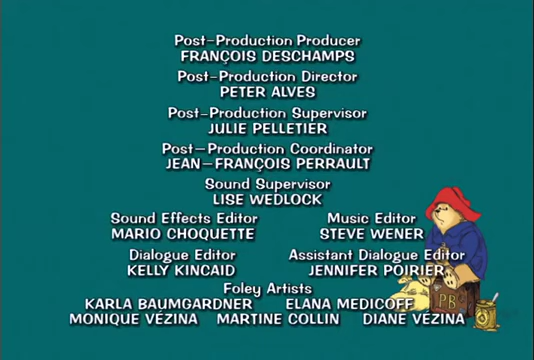 Post-Production Producer
FRANÇOIS DESCHAMPS
Post-Production Director
PETER ALVES
Post-Production Supervisor
JULIE PELLETIER
Post-Production Coordinator
JEAN-FRANÇOIS PERRAULT
Sound Supervisor
LISE WEDLOCK
Sound Effects Editor Music Editor
MARIO CHOQUETTE STEVE WENER
Dialogue Editor Assistant Dialogue Editor
KELLY KINCAID JENNIFER POIRIER
Foley Artists
KARLA BAUMGARDNER ELANA MEDICOFF
PB
MONIQUE VÉZINA MARTINE COLLIN DIANE VÉZINA